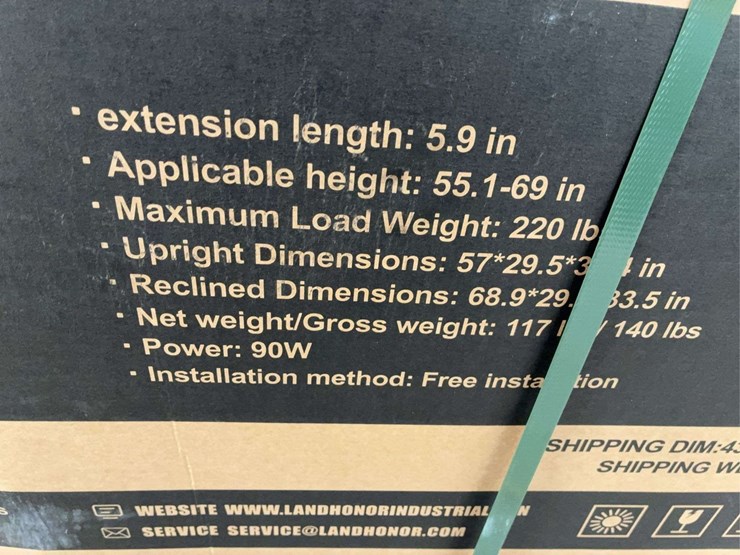 · extension length: 5.9 in
· Applicable height: 55.1-69 in
· Maximum Load Weight: 220 lb
· Upright Dimensions: 57*29.5*3 4 in
· Reclined Dimensions: 68.9*29. 33.5 in
· Net weight/Gross weight: 117 / 140 lbs
· Power: 90W
· Installation method: Free insta tion
SHIPPING DIM:43
SHIPPING
WEBSITE WWW.LANDHONORINDUSTRIAL
SERVICE SERVICE@LANDHONOR.COM